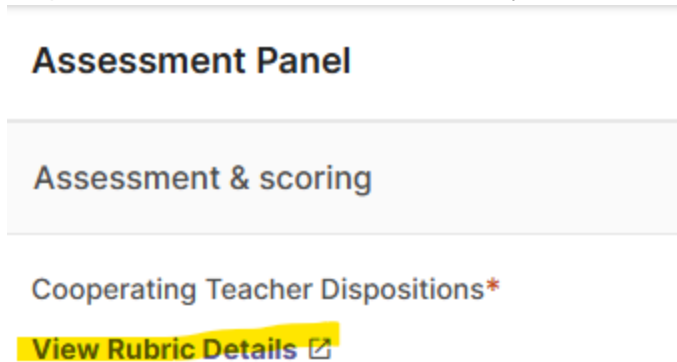 Assessment Panel
Assessment & scoring
Cooperating Teacher Dispositions*
View Rubric Details